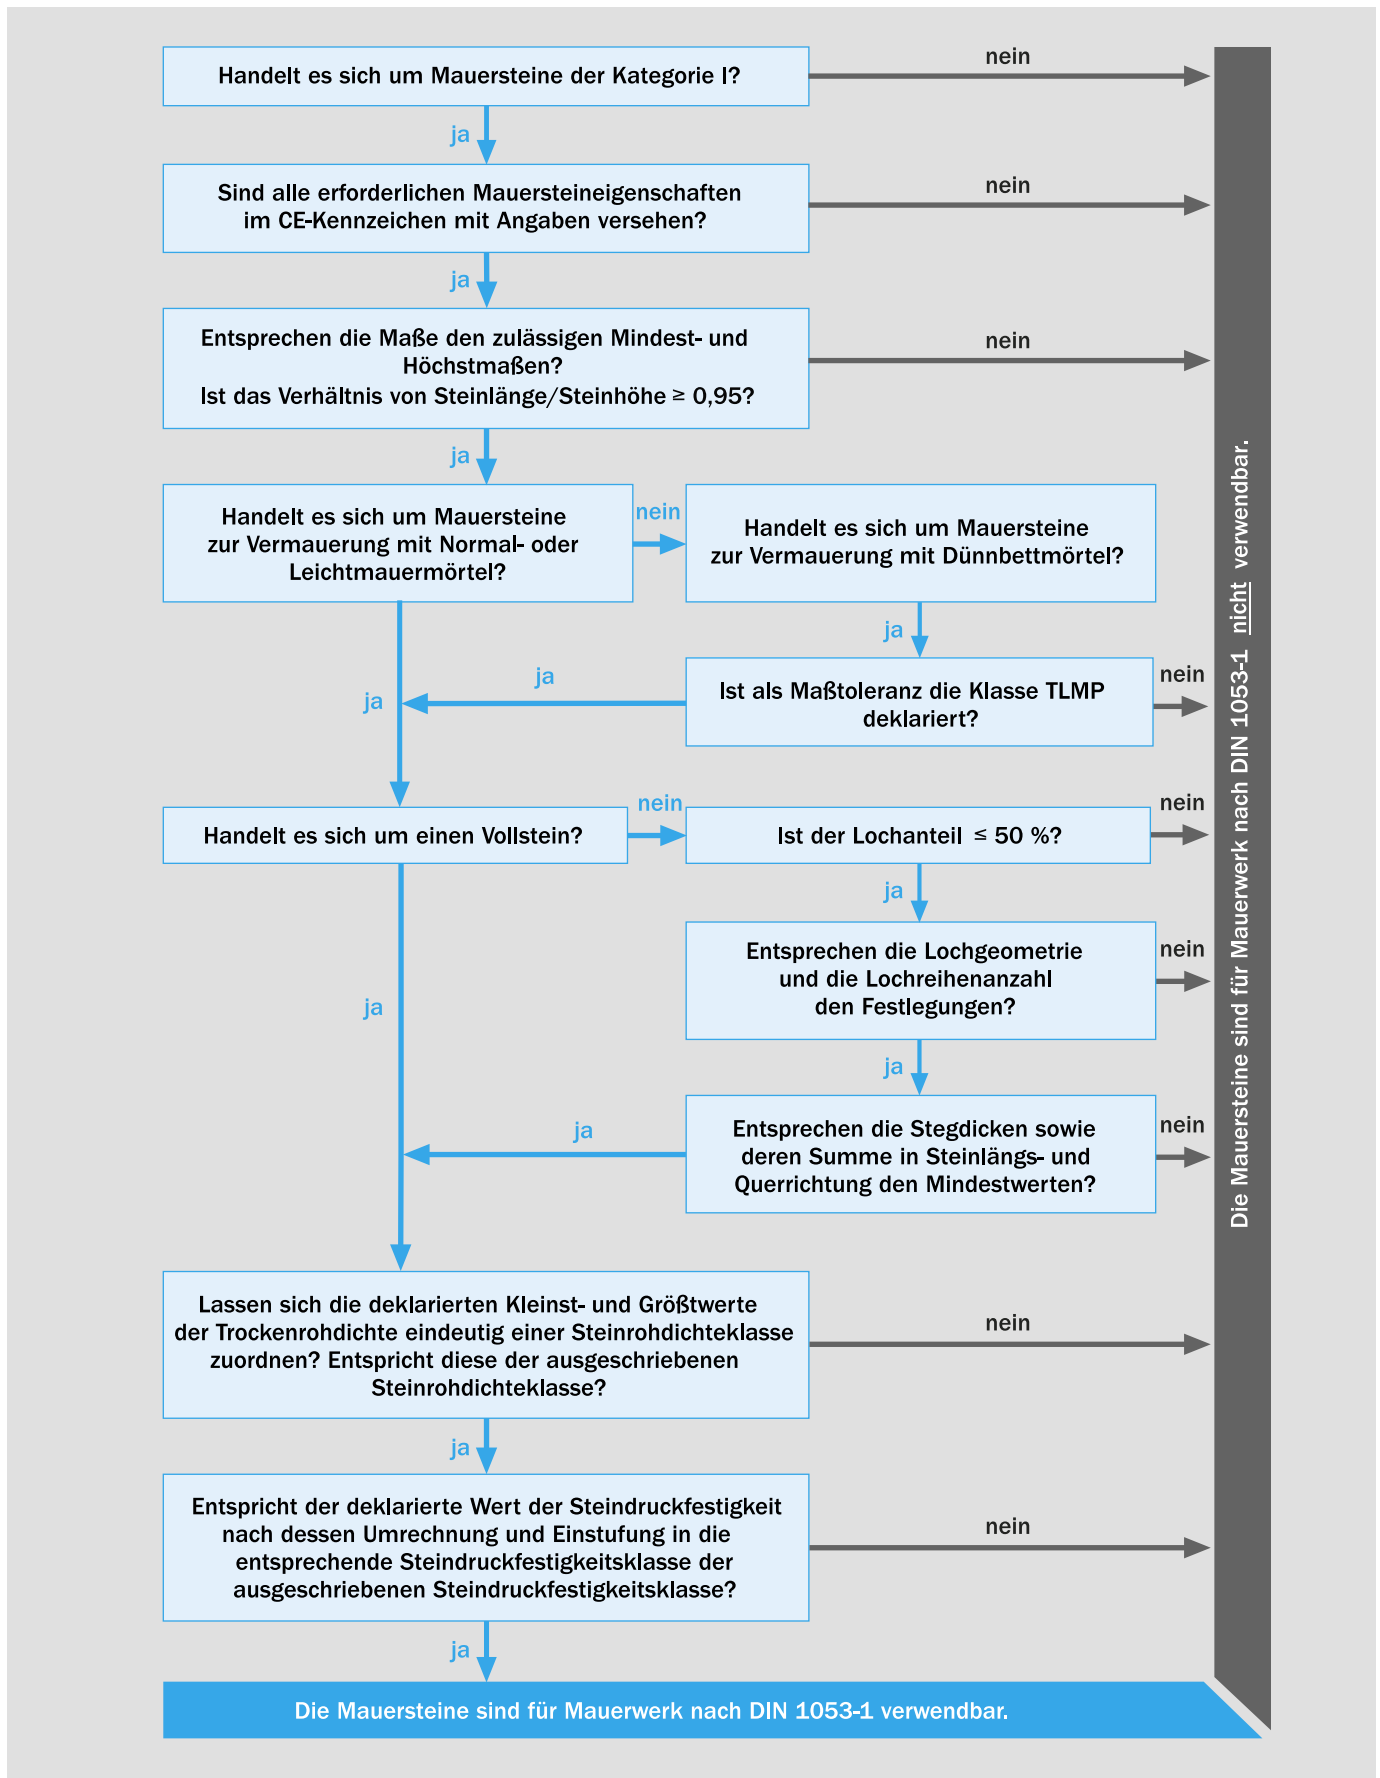 Handelt es sich um Mauersteine der Kategorie I?
nein
ja
Sind alle erforderlichen Mauersteineigenschaften
im CE-Kennzeichen mit Angaben versehen?
nein
ja
Entsprechen die Maße den zulässigen Mindest- und
Höchstmaßen?
Ist das Verhältnis von Steinlänge/Steinhöhe ≥ 0,95?
nein
ja
Handelt es sich um Mauersteine
zur Vermauerung mit Normal- oder
Leichtmauermörtel?
nein
Handelt es sich um Mauersteine
zur Vermauerung mit Dünnbettmörtel?
ja
Ist als Maßtoleranz die Klasse TLMP
deklariert?
nein
ja
ja
Handelt es sich um einen Vollstein?
nein
Ist der Lochanteil ≤ 50 %?
nein
ja
Entsprechen die Lochgeometrie
und die Lochreihenanzahl
den Festlegungen?
nein
ja
ja
Entsprechen die Stegdicken sowie
deren Summe in Steinlängs- und
Querrichtung den Mindestwerten?
nein
ja
Lassen sich die deklarierten Kleinst- und Größtwerte
der Trockenrohdichte eindeutig einer Steinrohdichteklasse
zuordnen? Entspricht diese der ausgeschriebenen
Steinrohdichteklasse?
nein
ja
Entspricht der deklarierte Wert der Steindruckfestigkeit
nach dessen Umrechnung und Einstufung in die
entsprechende Steindruckfestigkeitsklasse der
ausgeschriebenen Steindruckfestigkeitsklasse?
nein
ja
Die Mauersteine sind für Mauerwerk nach DIN 1053-1 verwendbar.
Die Mauersteine sind für Mauerwerk nach DIN 1053-1 nicht verwendbar.